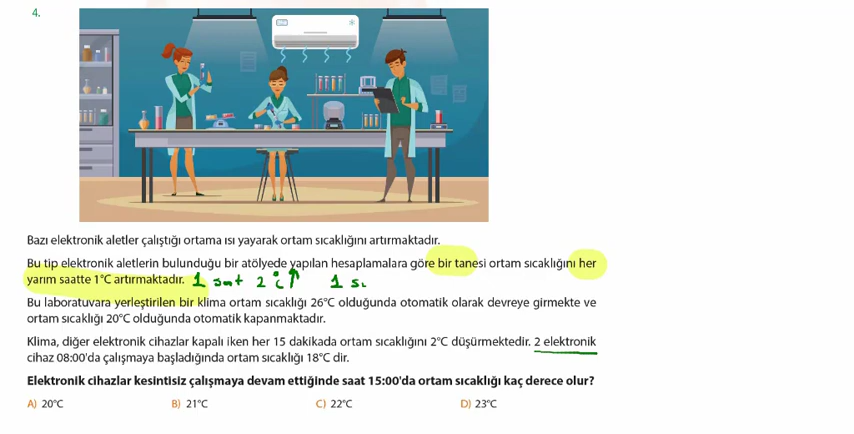 4.
Bazı elektronik aletler çalıştığı ortama ısı yayarak ortam sıcaklığını artırmaktadır.
Bu tip elektronik aletlerin bulunduğu bir atölyede yapılan hesaplamalara göre bir tanesi ortam sıcaklığını her
yarım saatte 1°C artırmaktadır. 1 saat 2 °C 1 s
Bu laboratuvara yerleştirilen bir klima ortam sıcaklığı 26°C olduğunda otomatik olarak devreye girmekte ve
ortam sıcaklığı 20°C olduğunda otomatik kapanmaktadır.
Klima, diğer elektronik cihazlar kapalı iken her 15 dakikada ortam sıcaklığını 2°C düşürmektedir. 2 elektronik
cihaz 08:00'da çalışmaya başladığında ortam sıcaklığı 18°C dir.
Elektronik cihazlar kesintisiz çalışmaya devam ettiğinde saat 15:00'da ortam sıcaklığı kaç derece olur?
A) 20°C B) 21°C C) 22°C D) 23°C